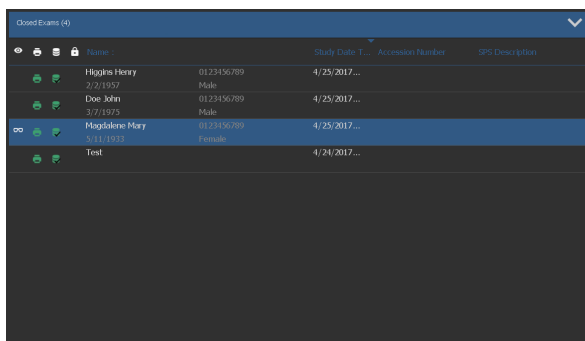 Closed Exams (4)
Name : Study Date T... Accession Number SPS Description
Higgins Henry 0123456789 4/25/2017...
2/2/1957 Male
Doe John 0123456789 4/25/2017...
3/7/1975 Male
Magdalene Mary 0123456789 4/25/2017...
5/11/1933 Female
Test 4/24/2017...